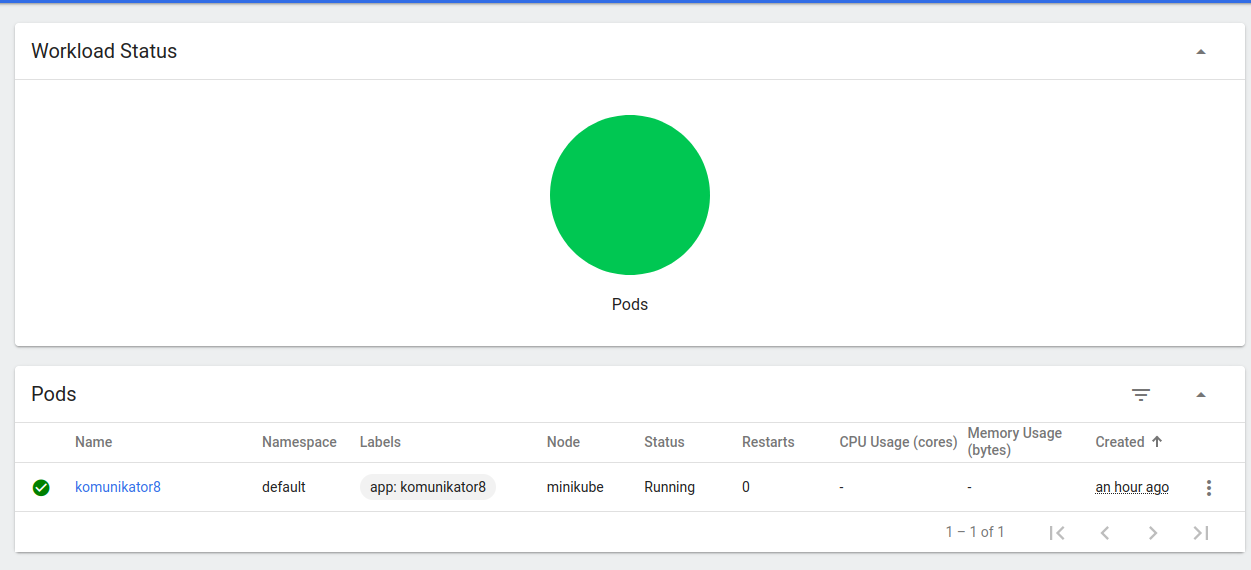 Workload Status
Pods
Pods
Name Namespace Labels Node Status Restarts CPU Usage (cores) Memory Usage (bytes) Created
komunikator8 default app: komunikator8 minikube Running 0 - - an hour ago
1 – 1 of 1